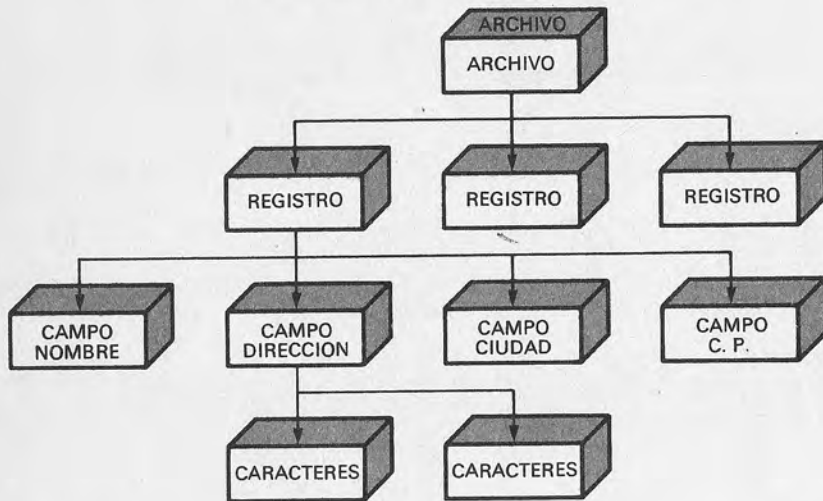 ARCHIVO
ARCHIVO
REGISTRO
REGISTRO
REGISTRO
CAMPO
NOMBRE
CAMPO
DIRECCION
CAMPO
CIUDAD
CAMPO
C. P.
CARACTERES
CARACTERES